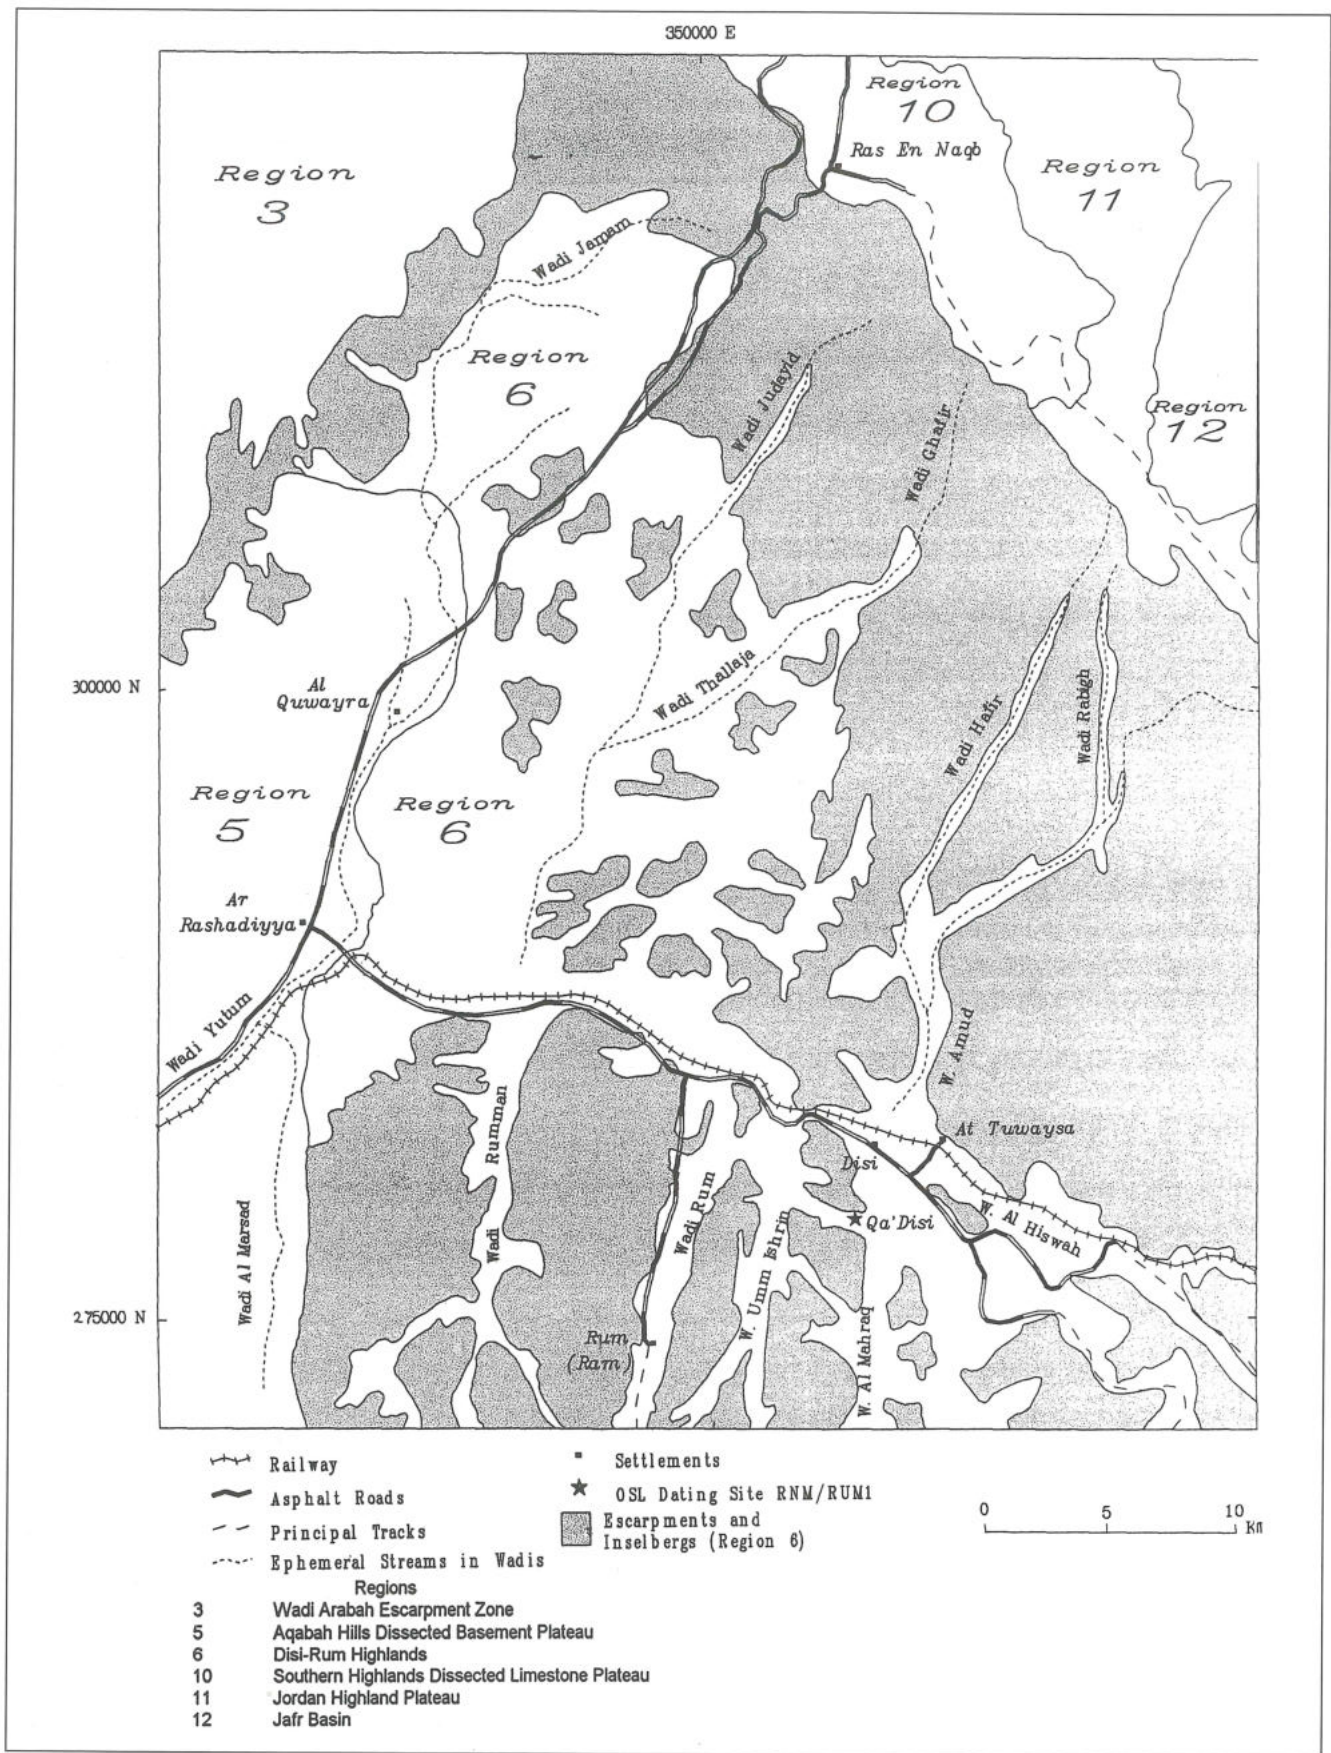 350000 E
Region
10
Ras En Naqb
Region
11
Region
3
Wadi Jamam
Region
6
Wadi Judayid
Wadi Ghafir
Region
12
300000 N
Al
Quwayra
Wadi Thallaja
Wadi Hafir
Wadi Rabigh
Region
5
Region
6
Ar
Rashadiyya
Wadi Yutum
W. Amud
Wadi Rumman
At Tuwaysa
Disi
Wadi Al Marsad
Wadi Rum
W. Umm Ishrin
Qa'Disi
W. Al Hiswah
275000 N
Rum
(Ram)
W. Al Mahraq
Railway
Asphalt Roads
Principal Tracks
Ephemeral Streams in Wadis
Settlements
OSL Dating Site RNM/RUM1
Escarpments and
Inselbergs (Region 6)
0 5 10 Km
Regions
3 Wadi Arabah Escarpment Zone
5 Aqabah Hills Dissected Basement Plateau
6 Disi-Rum Highlands
10 Southern Highlands Dissected Limestone Plateau
11 Jordan Highland Plateau
12 Jafr Basin